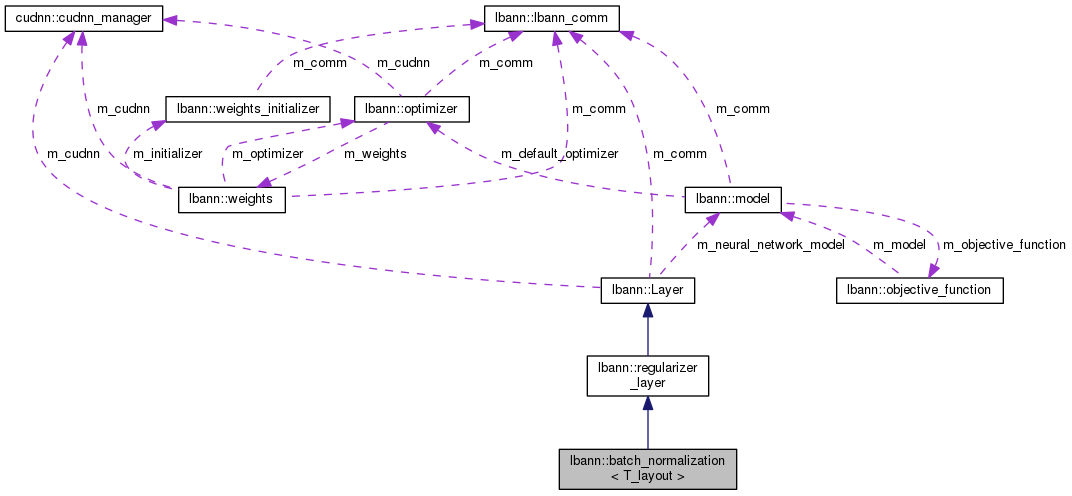 cudnn::cudnn_manager
lbann::lbann_comm
m_comm
m_cudnn
m_comm
lbann::weights_initializer
lbann::optimizer
m_cudnn
m_comm
m_comm
m_cudnn
m_initializer
m_optimizer
m_weights
m_default_optimizer
m_comm
lbann::weights
lbann::model
m_neural_network_model
m_model
m_objective_function
lbann::Layer
lbann::objective_function
lbann::regularizer
_layer
lbann::batch_normalization
< T_layout >